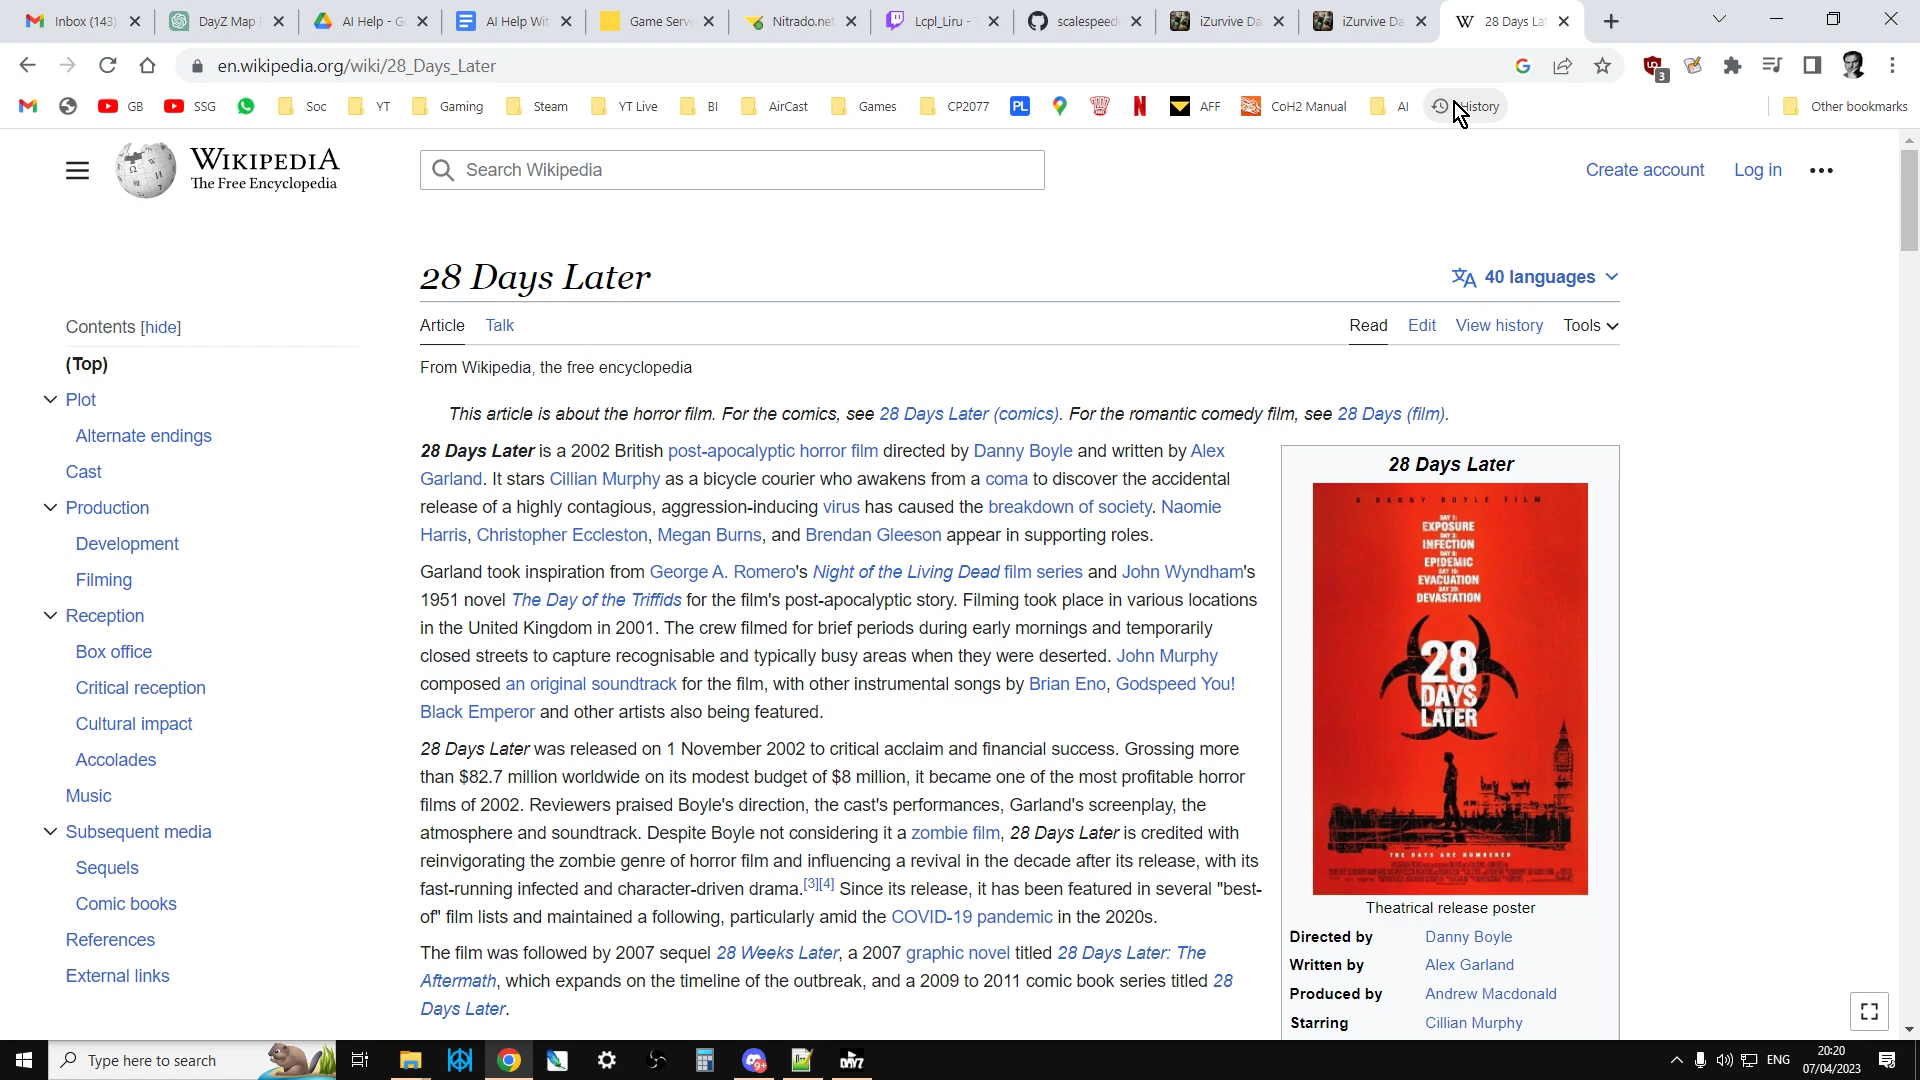 Inbox (143)
DayZ Map
AI Help - G
AI Help Wit
Game Serv
Nitrado.net
Lcpl_Liru -
scalespeed
iZurvive Da
iZurvive Da
28 Days Lat
en.wikipedia.org/wiki/28_Days_Later
3
GB
SSG
Soc
YT
Gaming
Steam
YT Live
BI
AirCast
Games
CP2077
PL
AFF
CoH2 Manual
AI
History
Other bookmarks
WIKIPEDIA
The Free Encyclopedia
Search Wikipedia
Create account
Log in
28 Days Later
40 languages
Article
Talk
Read
Edit
View history
Tools
From Wikipedia, the free encyclopedia
Contents [hide]
(Top)
Plot
Alternate endings
Cast
Production
Development
Filming
Reception
Box office
Critical reception
Cultural impact
Accolades
Music
Subsequent media
Sequels
Comic books
References
External links
This article is about the horror film. For the comics, see 28 Days Later (comics). For the romantic comedy film, see 28 Days (film).
28 Days Later is a 2002 British post-apocalyptic horror film directed by Danny Boyle and written by Alex
Garland. It stars Cillian Murphy as a bicycle courier who awakens from a coma to discover the accidental
release of a highly contagious, aggression-inducing virus has caused the breakdown of society. Naomie
Harris, Christopher Eccleston, Megan Burns, and Brendan Gleeson appear in supporting roles.
Garland took inspiration from George A. Romero's Night of the Living Dead film series and John Wyndham's
1951 novel The Day of the Triffids for the film's post-apocalyptic story. Filming took place in various locations
in the United Kingdom in 2001. The crew filmed for brief periods during early mornings and temporarily
closed streets to capture recognisable and typically busy areas when they were deserted. John Murphy
composed an original soundtrack for the film, with other instrumental songs by Brian Eno, Godspeed You!
Black Emperor and other artists also being featured.
28 Days Later was released on 1 November 2002 to critical acclaim and financial success. Grossing more
than $82.7 million worldwide on its modest budget of $8 million, it became one of the most profitable horror
films of 2002. Reviewers praised Boyle's direction, the cast's performances, Garland's screenplay, the
atmosphere and soundtrack. Despite Boyle not considering it a zombie film, 28 Days Later is credited with
reinvigorating the zombie genre of horror film and influencing a revival in the decade after its release, with its
fast-running infected and character-driven drama.[3][4] Since its release, it has been featured in several "best-
of" film lists and maintained a following, particularly amid the COVID-19 pandemic in the 2020s.
The film was followed by 2007 sequel 28 Weeks Later, a 2007 graphic novel titled 28 Days Later: The
Aftermath, which expands on the timeline of the outbreak, and a 2009 to 2011 comic book series titled 28
Days Later.
28 Days Later
A DANNY BOYLE FILM
DAY 1:
EXPOSURE
DAY 3:
INFECTION
DAY 8:
EPIDEMIC
DAY 15:
EVACUATION
DAY 20:
DEVASTATION
28
DAYS
LATER
THE DAYS ARE NUMBERED
Theatrical release poster
Directed by Danny Boyle
Written by Alex Garland
Produced by Andrew Macdonald
Starring Cillian Murphy
Type here to search
9+
DAYZ
ENG
20:20
07/04/2023